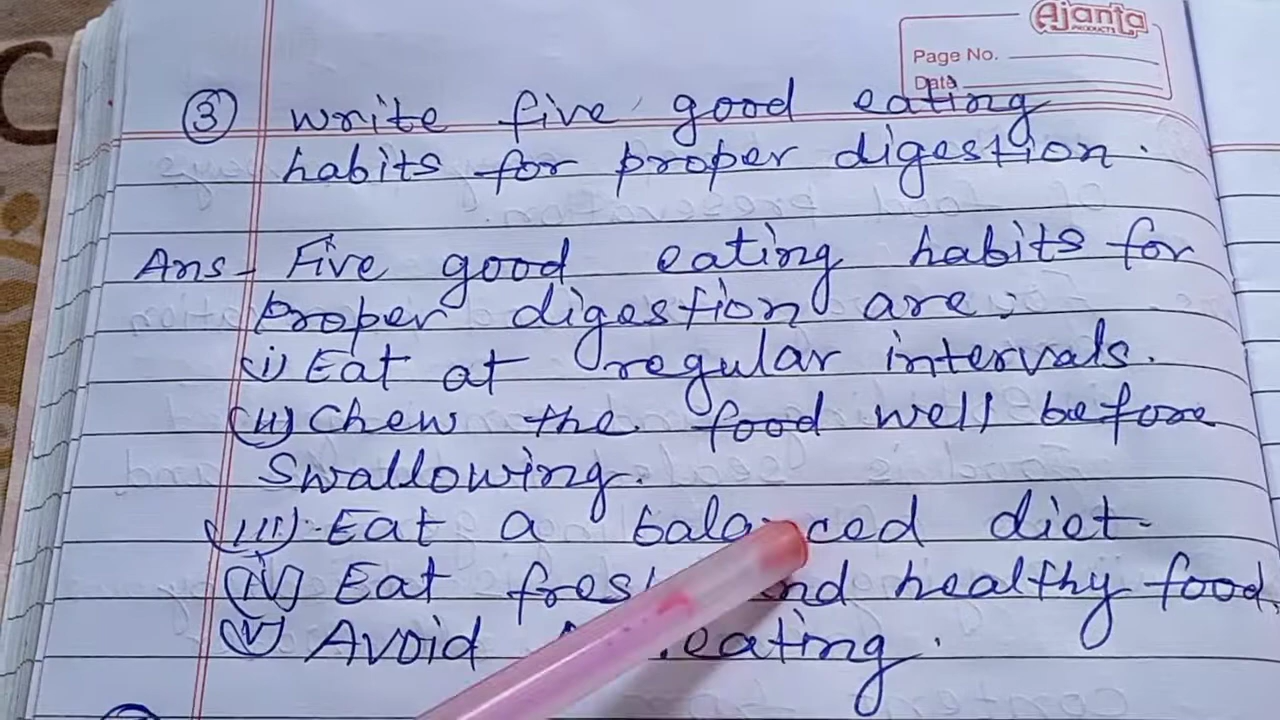 Ajanta
PRODUCTS
Page No.
Data
③ Write five good eating
habits for proper digestion.
Ans- Five good eating habits for
proper digestion are:
(i) Eat at regular intervals.
(ii) Chew the food well before
Swallowing.
(iii) Eat a balanced diet.
(iv) Eat fresh and healthy food.
(v) Avoid eating.